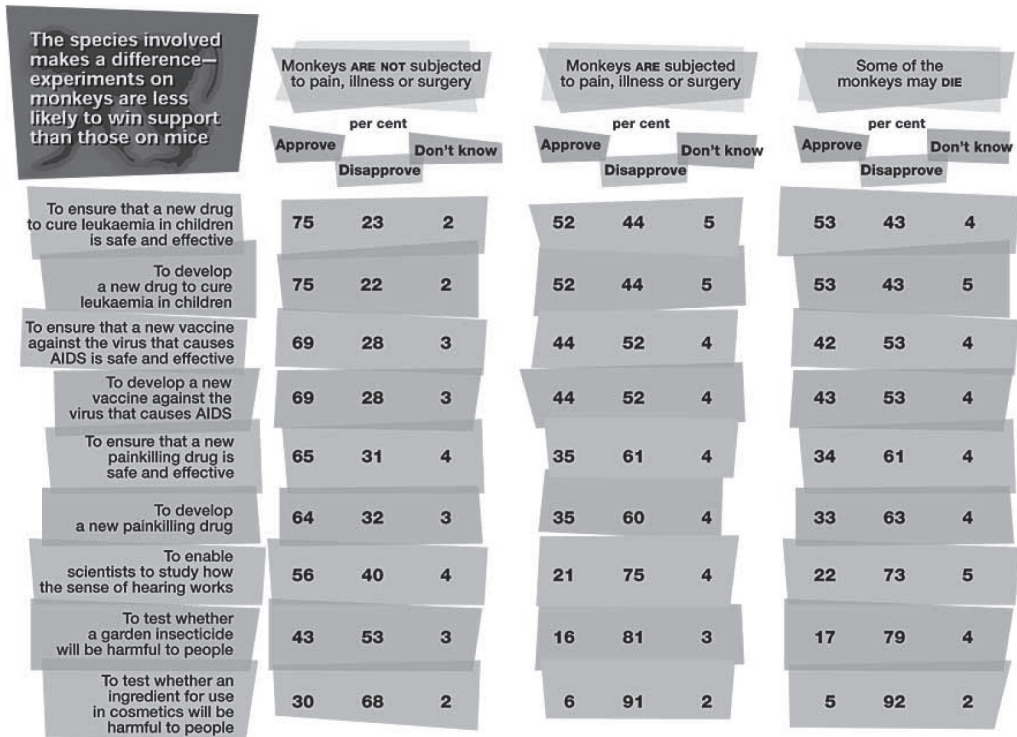 The species involved
makes a difference—
experiments on
monkeys are less
likely to win support
than those on mice
Monkeys ARE NOT subjected
to pain, illness or surgery
per cent
Approve
Disapprove
Don't know
Monkeys ARE subjected
to pain, illness or surgery
per cent
Approve
Disapprove
Don't know
Some of the
monkeys may DIE
per cent
Approve
Disapprove
Don't know
To ensure that a new drug
to cure leukaemia in children
is safe and effective
75 23 2 52 44 5 53 43 4
To develop
a new drug to cure
leukaemia in children
75 22 2 52 44 5 53 43 5
To ensure that a new vaccine
against the virus that causes
AIDS is safe and effective
69 28 3 44 52 4 42 53 4
To develop a new
vaccine against the
virus that causes AIDS
69 28 3 44 52 4 43 53 4
To ensure that a new
painkilling drug is
safe and effective
65 31 4 35 61 4 34 61 4
To develop
a new painkilling drug
64 32 3 35 60 4 33 63 4
To enable
scientists to study how
the sense of hearing works
56 40 4 21 75 4 22 73 5
To test whether
a garden insecticide
will be harmful to people
43 53 3 16 81 3 17 79 4
To test whether an
ingredient for use
in cosmetics will be
harmful to people
30 68 2 6 91 2 5 92 2